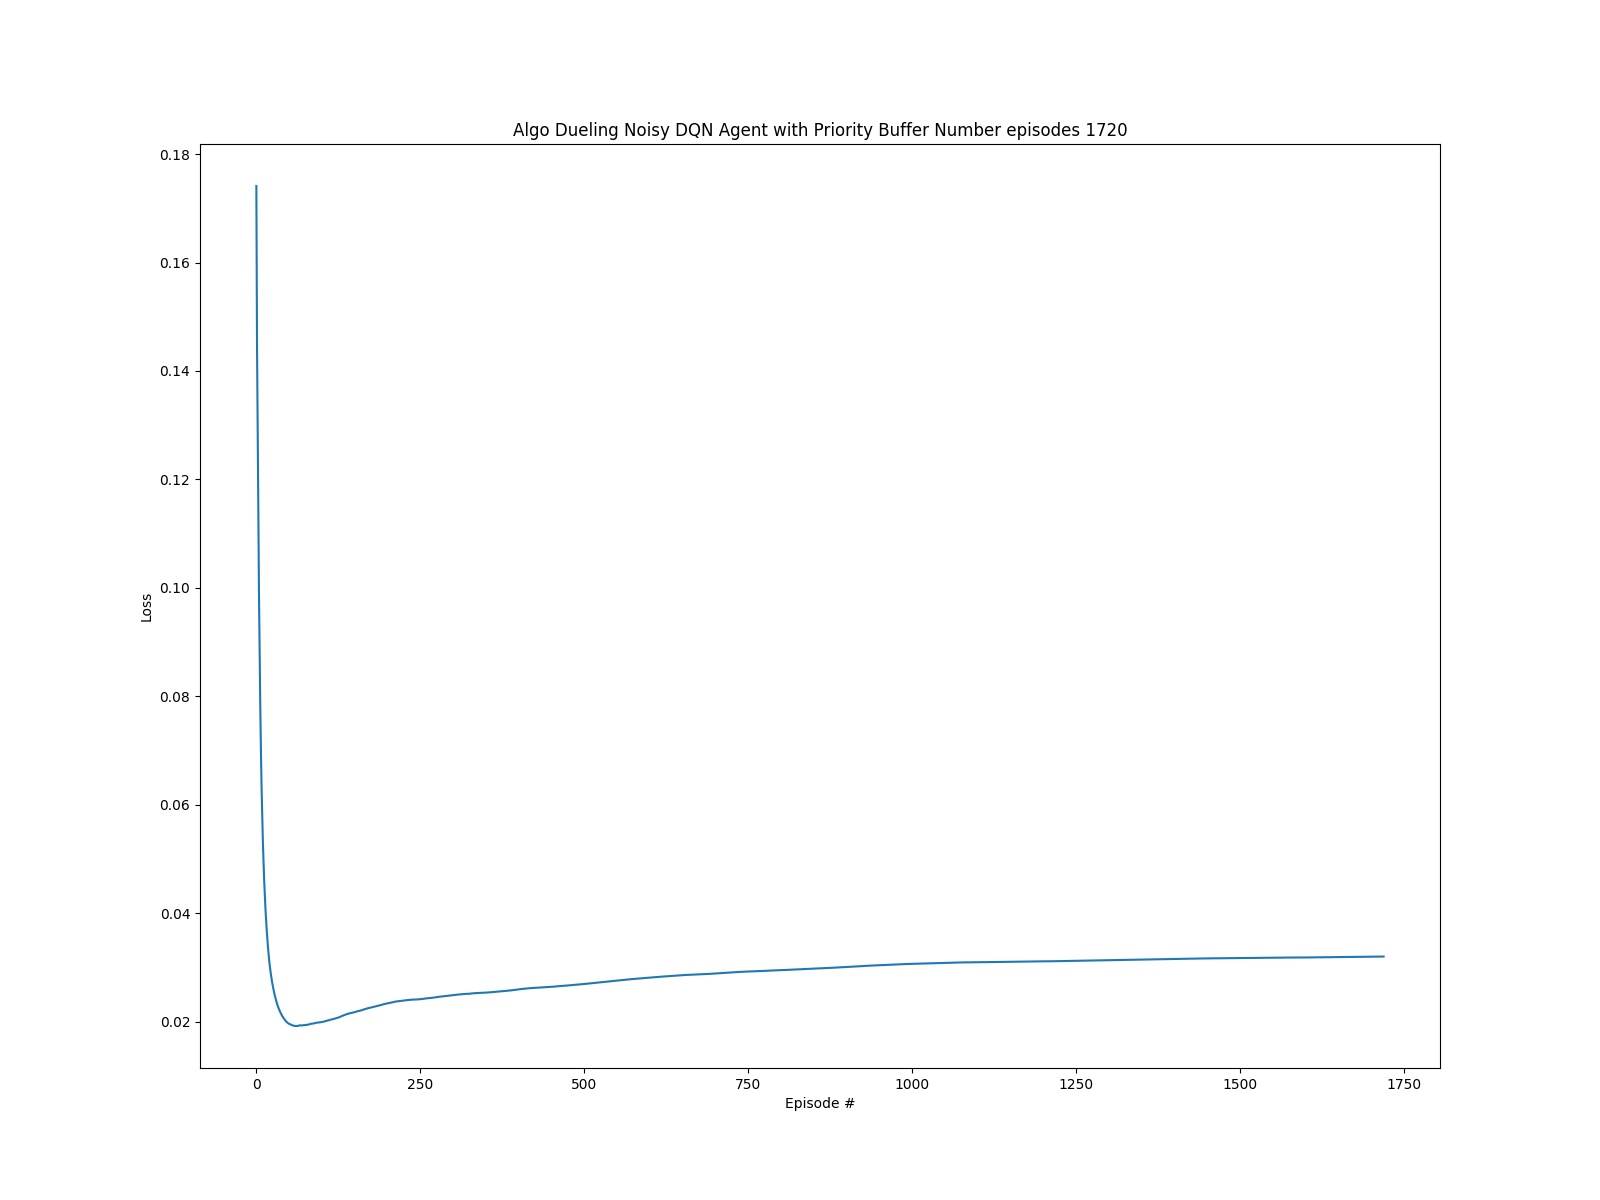 Algo Dueling Noisy DQN Agent with Priority Buffer Number episodes 1720
0.18
0.16
0.14
0.12
0.10
0.08
0.06
0.04
0.02
Loss
0 250 500 750 1000 1250 1500 1750
Episode #